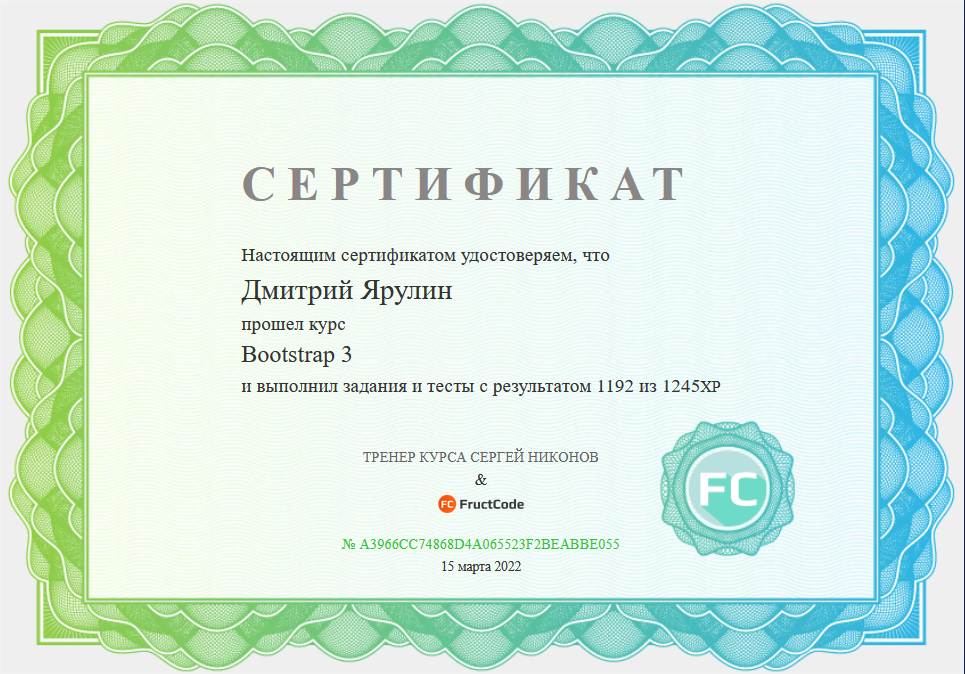 СЕРТИФИКАТ
Настоящим сертификатом удостоверяем, что
Дмитрий Ярулин
прошел курс
Bootstrap 3
и выполнил задания и тесты с результатом 1192 из 1245XP
ТРЕНЕР КУРСА СЕРГЕЙ НИКОНОВ
&
FC FructCode
FC
№ A3966CC74868D4A065523F2BEABBE055
15 марта 2022